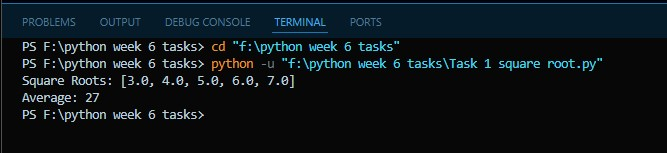 PROBLEMS OUTPUT DEBUG CONSOLE TERMINAL PORTS
PS F:\python week 6 tasks> cd "f:\python week 6 tasks"
PS F:\python week 6 tasks> python -u "f:\python week 6 tasks\Task 1 square root.py"
Square Roots: [3.0, 4.0, 5.0, 6.0, 7.0]
Average: 27
PS F:\python week 6 tasks>